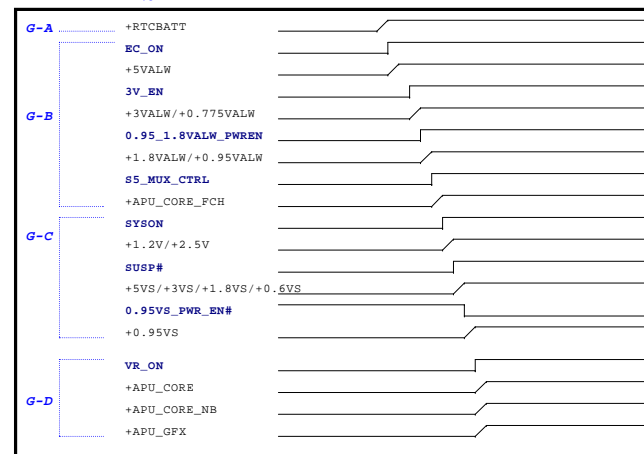 G-A
+RTCBATT
EC_ON
+5VALW
3V_EN
G-B
+3VALW/+0.775VALW
0.95_1.8VALW_PWREN
+1.8VALW/+0.95VALW
S5_MUX_CTRL
+APU_CORE_FCH
SYSON
G-C
+1.2V/+2.5V
SUSP#
+5VS/+3VS/+1.8VS/+0.6VS
0.95VS_PWR_EN#
+0.95VS
VR_ON
+APU_CORE
G-D
+APU_CORE_NB
+APU_GFX